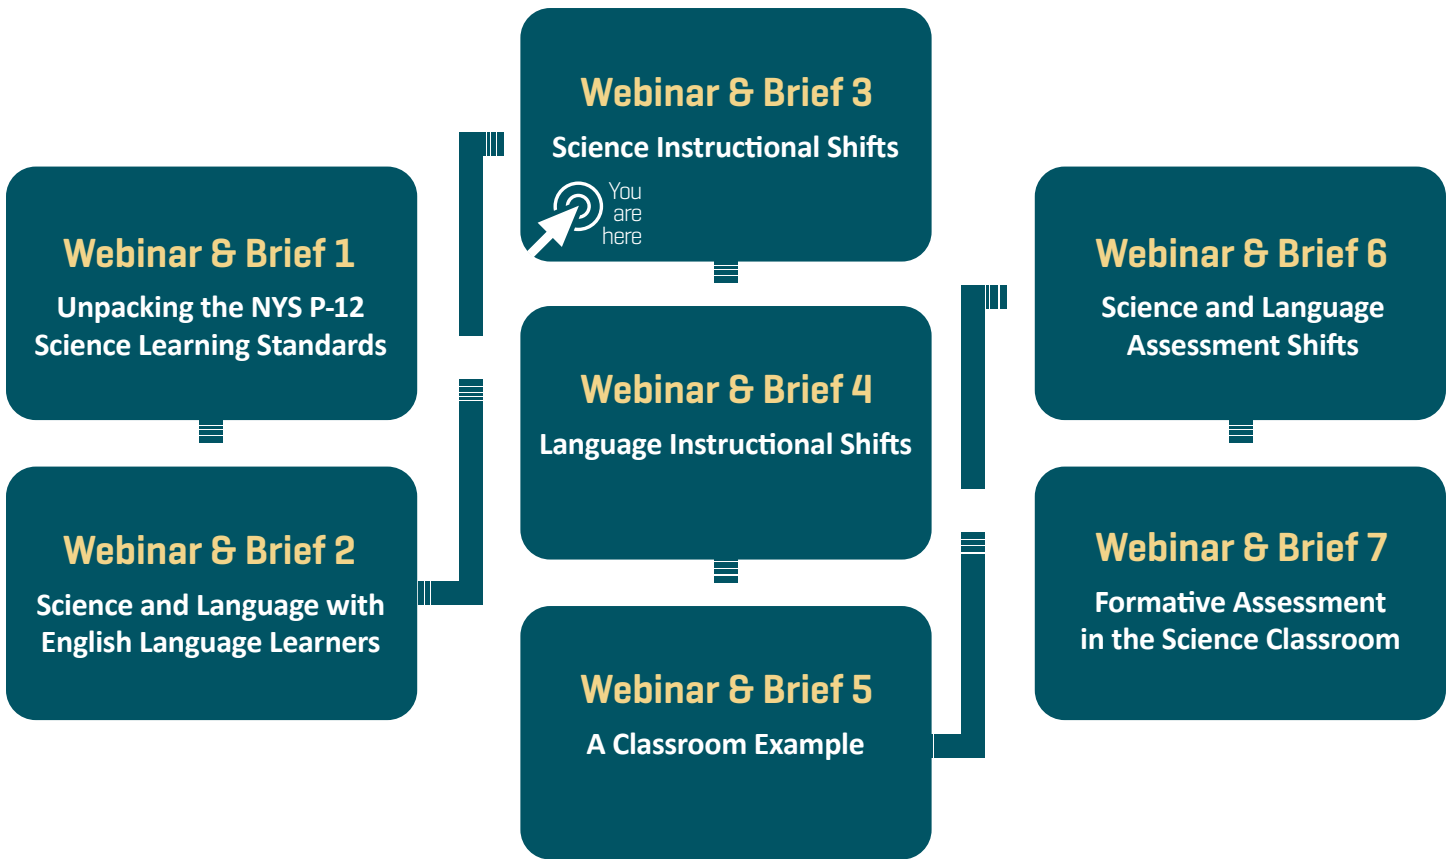 Webinar & Brief 1
Unpacking the NYS P-12
Science Learning Standards
Webinar & Brief 2
Science and Language with
English Language Learners
Webinar & Brief 3
Science Instructional Shifts
You
are
here
Webinar & Brief 4
Language Instructional Shifts
Webinar & Brief 5
A Classroom Example
Webinar & Brief 6
Science and Language
Assessment Shifts
Webinar & Brief 7
Formative Assessment
in the Science Classroom